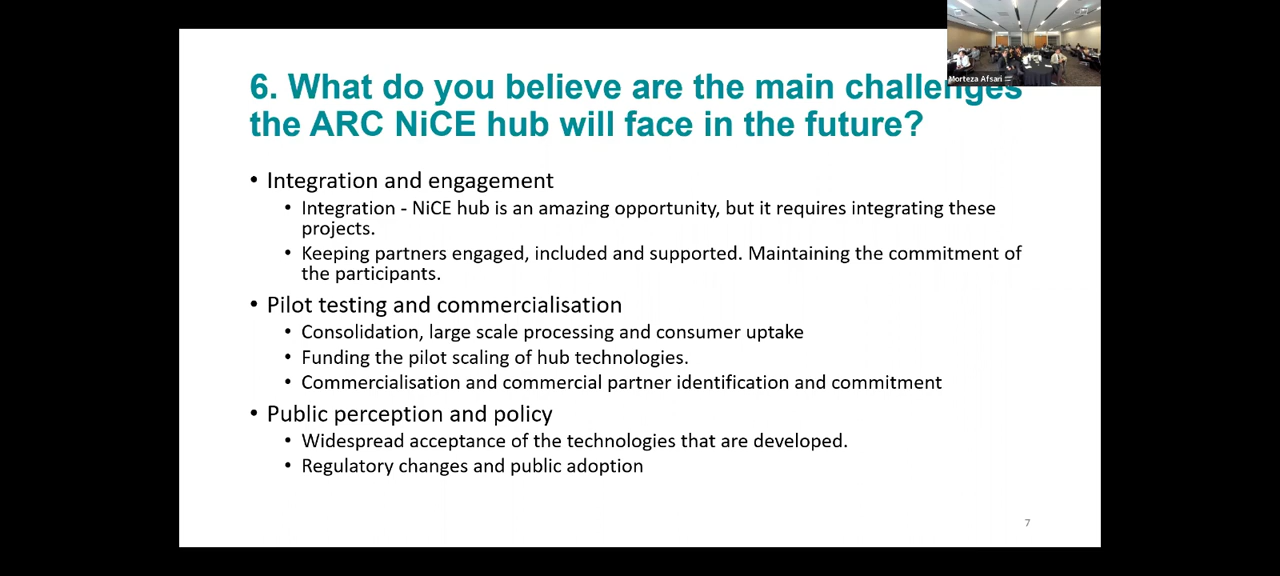 Morteza Afsari
6. What do you believe are the main challenges
the ARC NiCE hub will face in the future?
• Integration and engagement
• Integration - NiCE hub is an amazing opportunity, but it requires integrating these
projects.
• Keeping partners engaged, included and supported. Maintaining the commitment of
the participants.
• Pilot testing and commercialisation
• Consolidation, large scale processing and consumer uptake
• Funding the pilot scaling of hub technologies.
• Commercialisation and commercial partner identification and commitment
• Public perception and policy
• Widespread acceptance of the technologies that are developed.
• Regulatory changes and public adoption
7